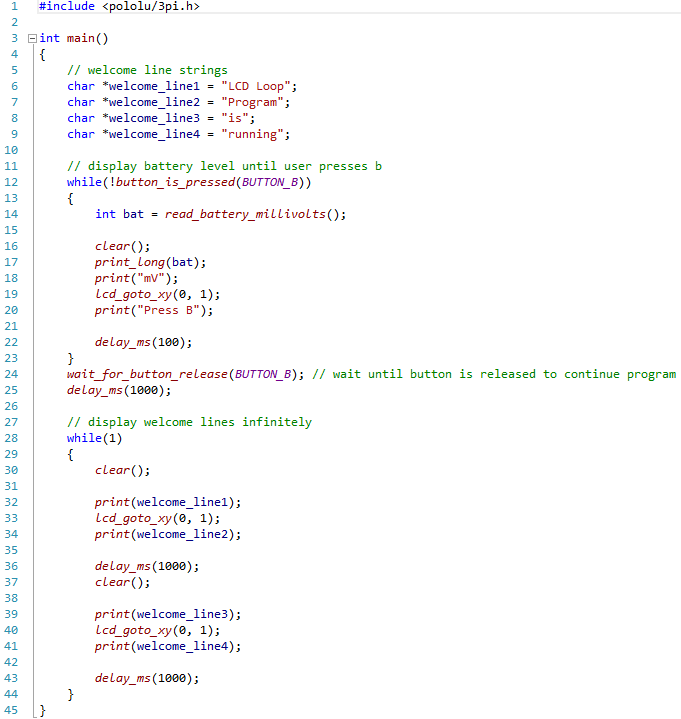 1 #include <pololu/3pi.h>
2
3 int main()
4 {
5     // welcome line strings
6     char *welcome_line1 = "LCD Loop";
7     char *welcome_line2 = "Program";
8     char *welcome_line3 = "is";
9     char *welcome_line4 = "running";
10
11     // display battery level until user presses b
12     while(!button_is_pressed(BUTTON_B))
13     {
14         int bat = read_battery_millivolts();
15
16         clear();
17         print_long(bat);
18         print("mV");
19         lcd_goto_xy(0, 1);
20         print("Press B");
21
22         delay_ms(100);
23     }
24     wait_for_button_release(BUTTON_B); // wait until button is released to continue program
25     delay_ms(1000);
26
27     // display welcome lines infinitely
28     while(1)
29     {
30         clear();
31
32         print(welcome_line1);
33         lcd_goto_xy(0, 1);
34         print(welcome_line2);
35
36         delay_ms(1000);
37         clear();
38
39         print(welcome_line3);
40         lcd_goto_xy(0, 1);
41         print(welcome_line4);
42
43         delay_ms(1000);
44     }
45 }